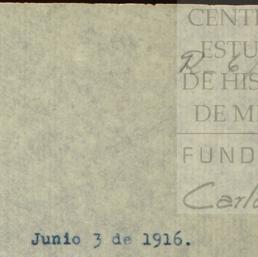 CENT
ESTU
DE HIS
DE M
FUND
Carl
Junio 3 de 1916.